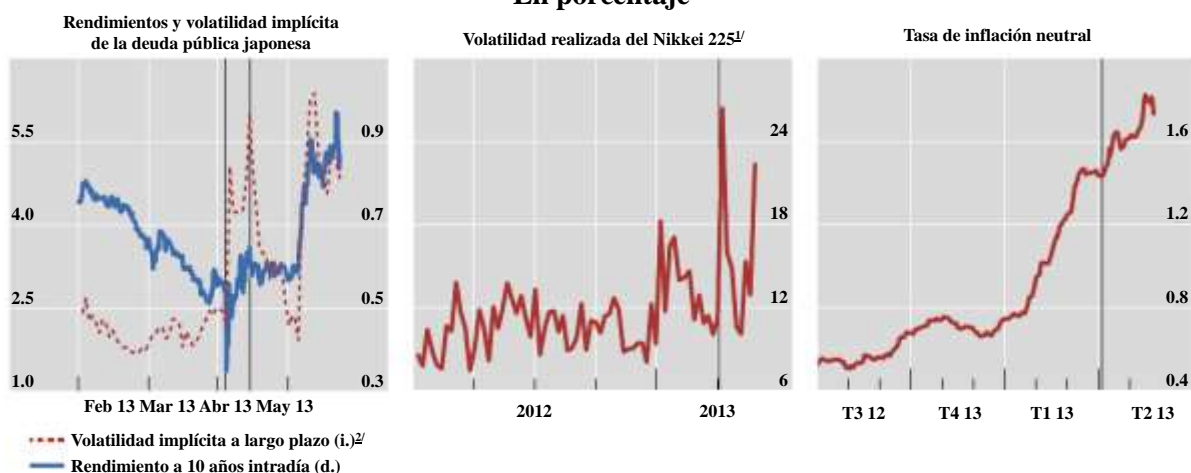 En porcentaje
Rendimientos y volatilidad implícita
de la deuda pública japonesa
5.5
4.0
2.5
1.0
0.9
0.7
0.5
0.3
Feb 13 Mar 13 Abr 13 May 13
Volatilidad implícita a largo plazo (i.)2/
Rendimiento a 10 años intradía (d.)
Volatilidad realizada del Nikkei 2251/
24
18
12
6
2012 2013
Tasa de inflación neutral
1.6
1.2
0.8
0.4
T3 12 T4 13 T1 13 T2 13